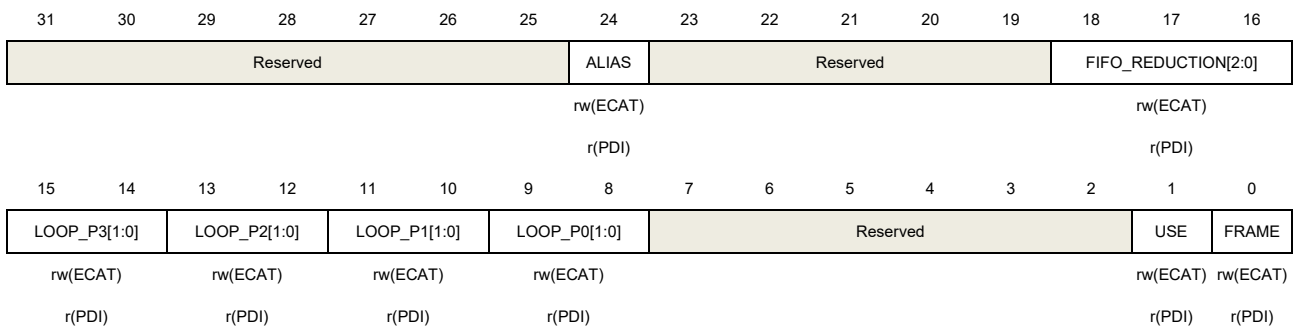 31 30 29 28 27 26 25 24 23 22 21 20 19 18 17 16
Reserved ALIAS Reserved FIFO_REDUCTION[2:0]
rw(ECAT) rw(ECAT)
r(PDI) r(PDI)
15 14 13 12 11 10 9 8 7 6 5 4 3 2 1 0
LOOP_P3[1:0] LOOP_P2[1:0] LOOP_P1[1:0] LOOP_P0[1:0] Reserved USE FRAME
rw(ECAT) rw(ECAT) rw(ECAT) rw(ECAT) rw(ECAT) rw(ECAT)
r(PDI) r(PDI) r(PDI) r(PDI) r(PDI) r(PDI)